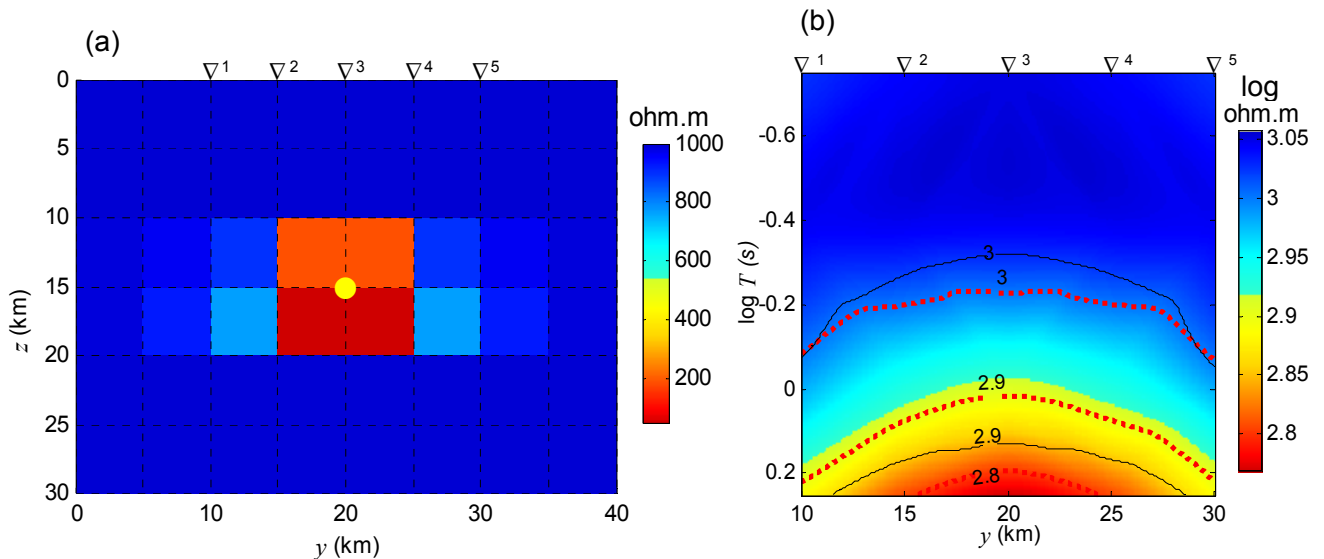 (a)
▽1 ▽2 ▽3 ▽4 ▽5
0
5
10
15
20
25
30
z (km)
0 10 20 30 40
y (km)
ohm.m
1000
800
600
400
200
(b)
▽1 ▽2 ▽3 ▽4 ▽5
-0.6
-0.4
-0.2
0
0.2
log T (s)
3
3
2.9
2.9
2.8
10 15 20 25 30
y (km)
log
ohm.m
3.05
3
2.95
2.9
2.85
2.8